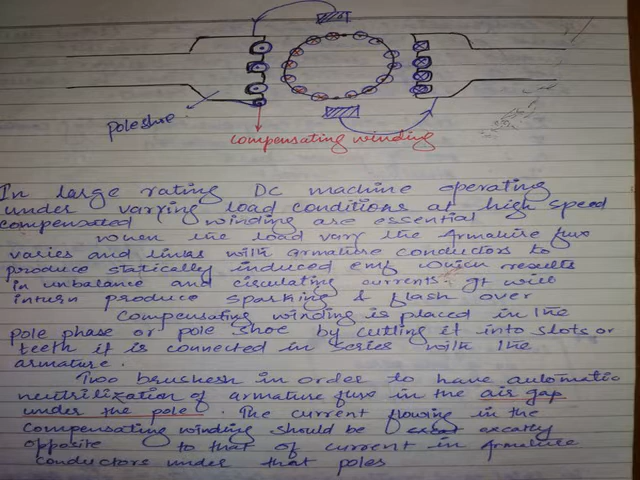 poleshoe
compensating winding
In large rating DC machine operating
under varying load conditions at high speed
compensated winding are essential
When the load vary the armature flux
varies and links with armature conductors to
produce statically induced emf which results
in unbalance and circulating currents. It will
inturn produce sparking & flash over
Compensating winding is placed in the
pole phase or pole shoe by cutting it into slots or
teeth it is connected in series with the
armature.
Two brushesh in order to have automatic
neutrilization of armature flux in the air gap
under the pole. The current flowing in the
compensating winding should be excatly
opposite to that of current in armature
conductors under that poles